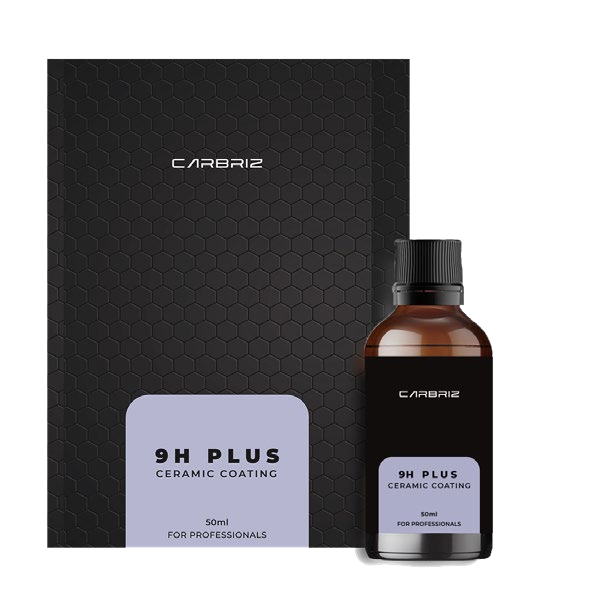 CARBRIZ
9H PLUS
CERAMIC COATING
50ml
FOR PROFESSIONALS
CARBRIZ
9H PLUS
CERAMIC COATING
50ml
FOR PROFESSIONALS